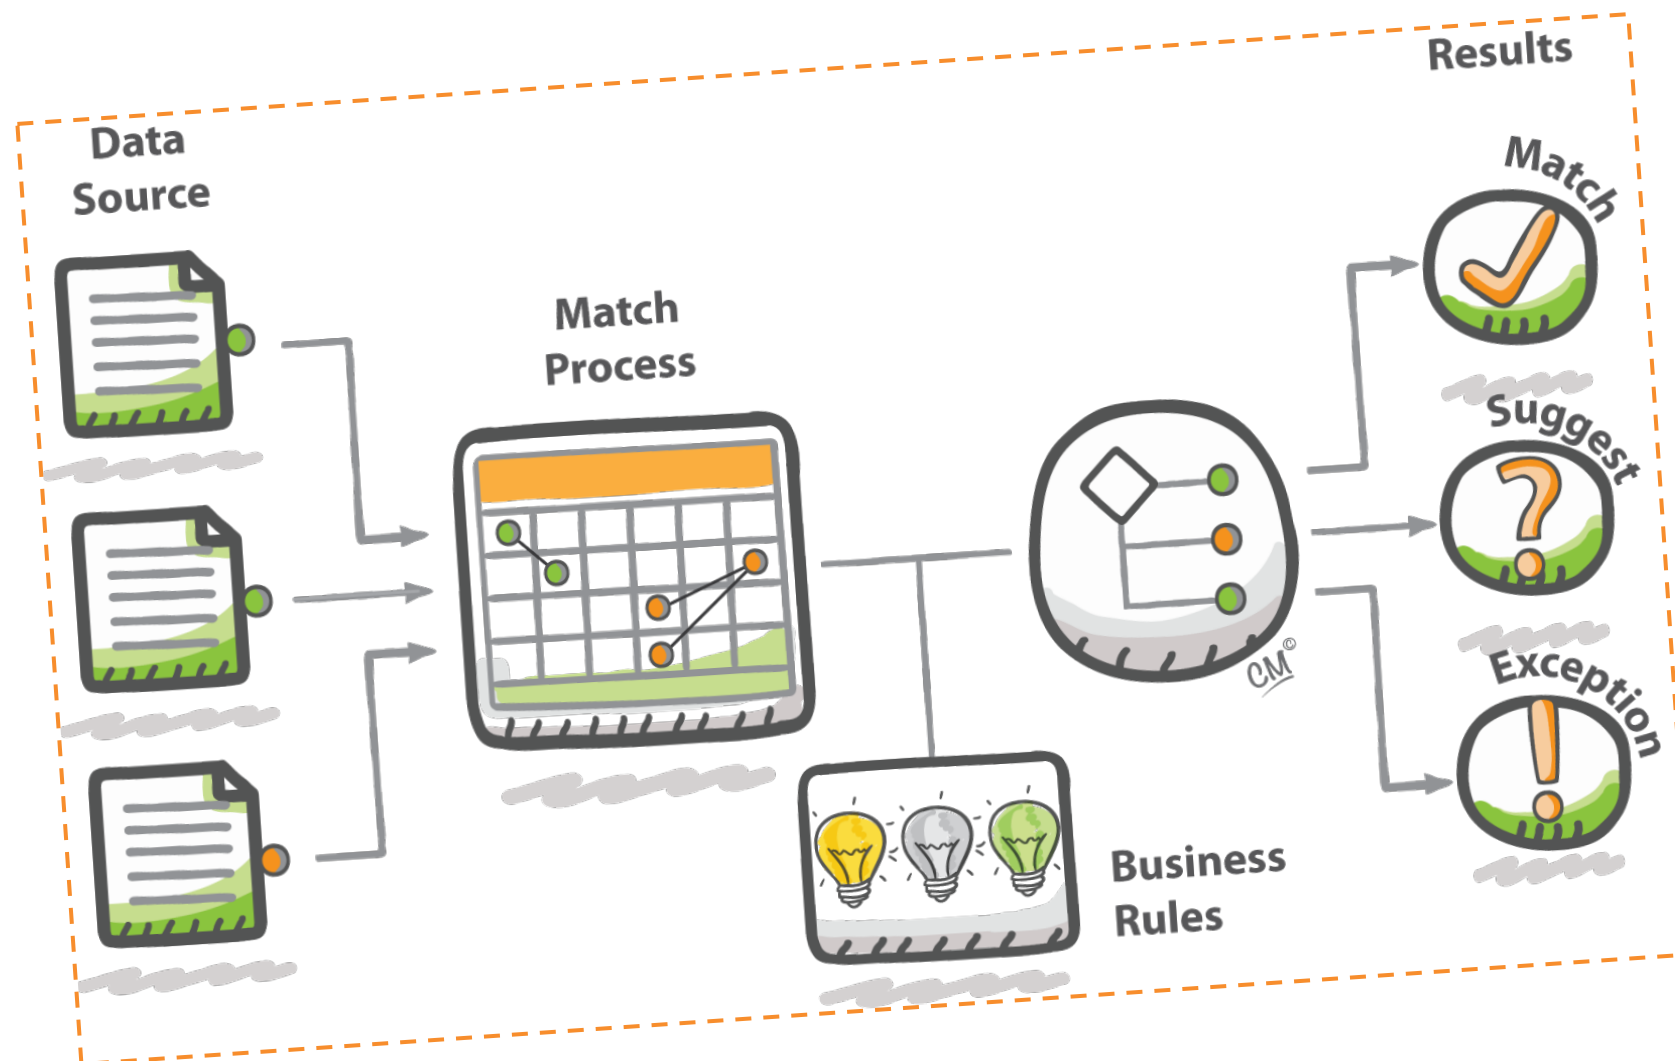 Results
Data
Source
Match
Match
Process
Suggest
CM©
Exception
Business
Rules